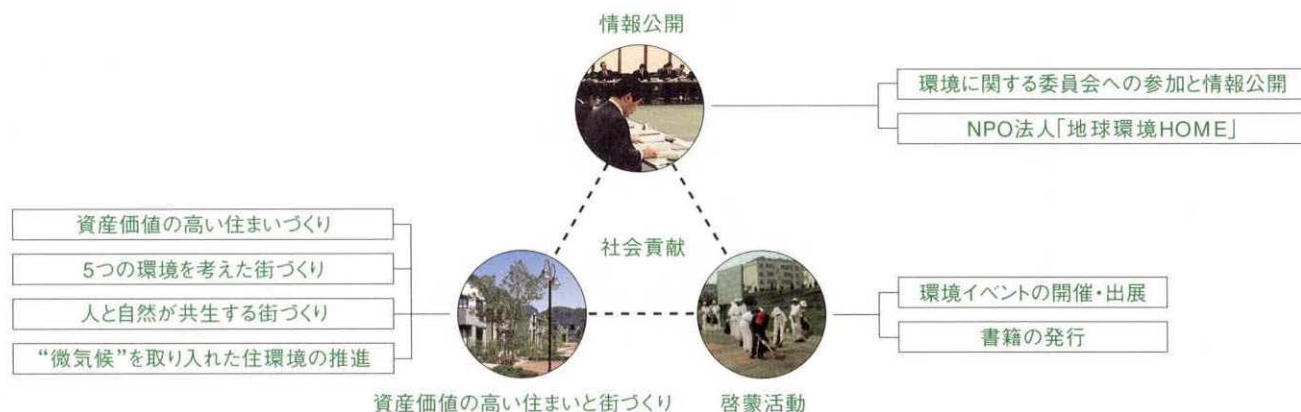 情報公開
環境に関する委員会への参加と情報公開
NPO法人「地球環境HOME」
資産価値の高い住まいづくり
5つの環境を考えた街づくり
人と自然が共生する街づくり
“微気候”を取り入れた住環境の推進
社会貢献
環境イベントの開催・出展
書籍の発行
資産価値の高い住まいと街づくり
啓蒙活動